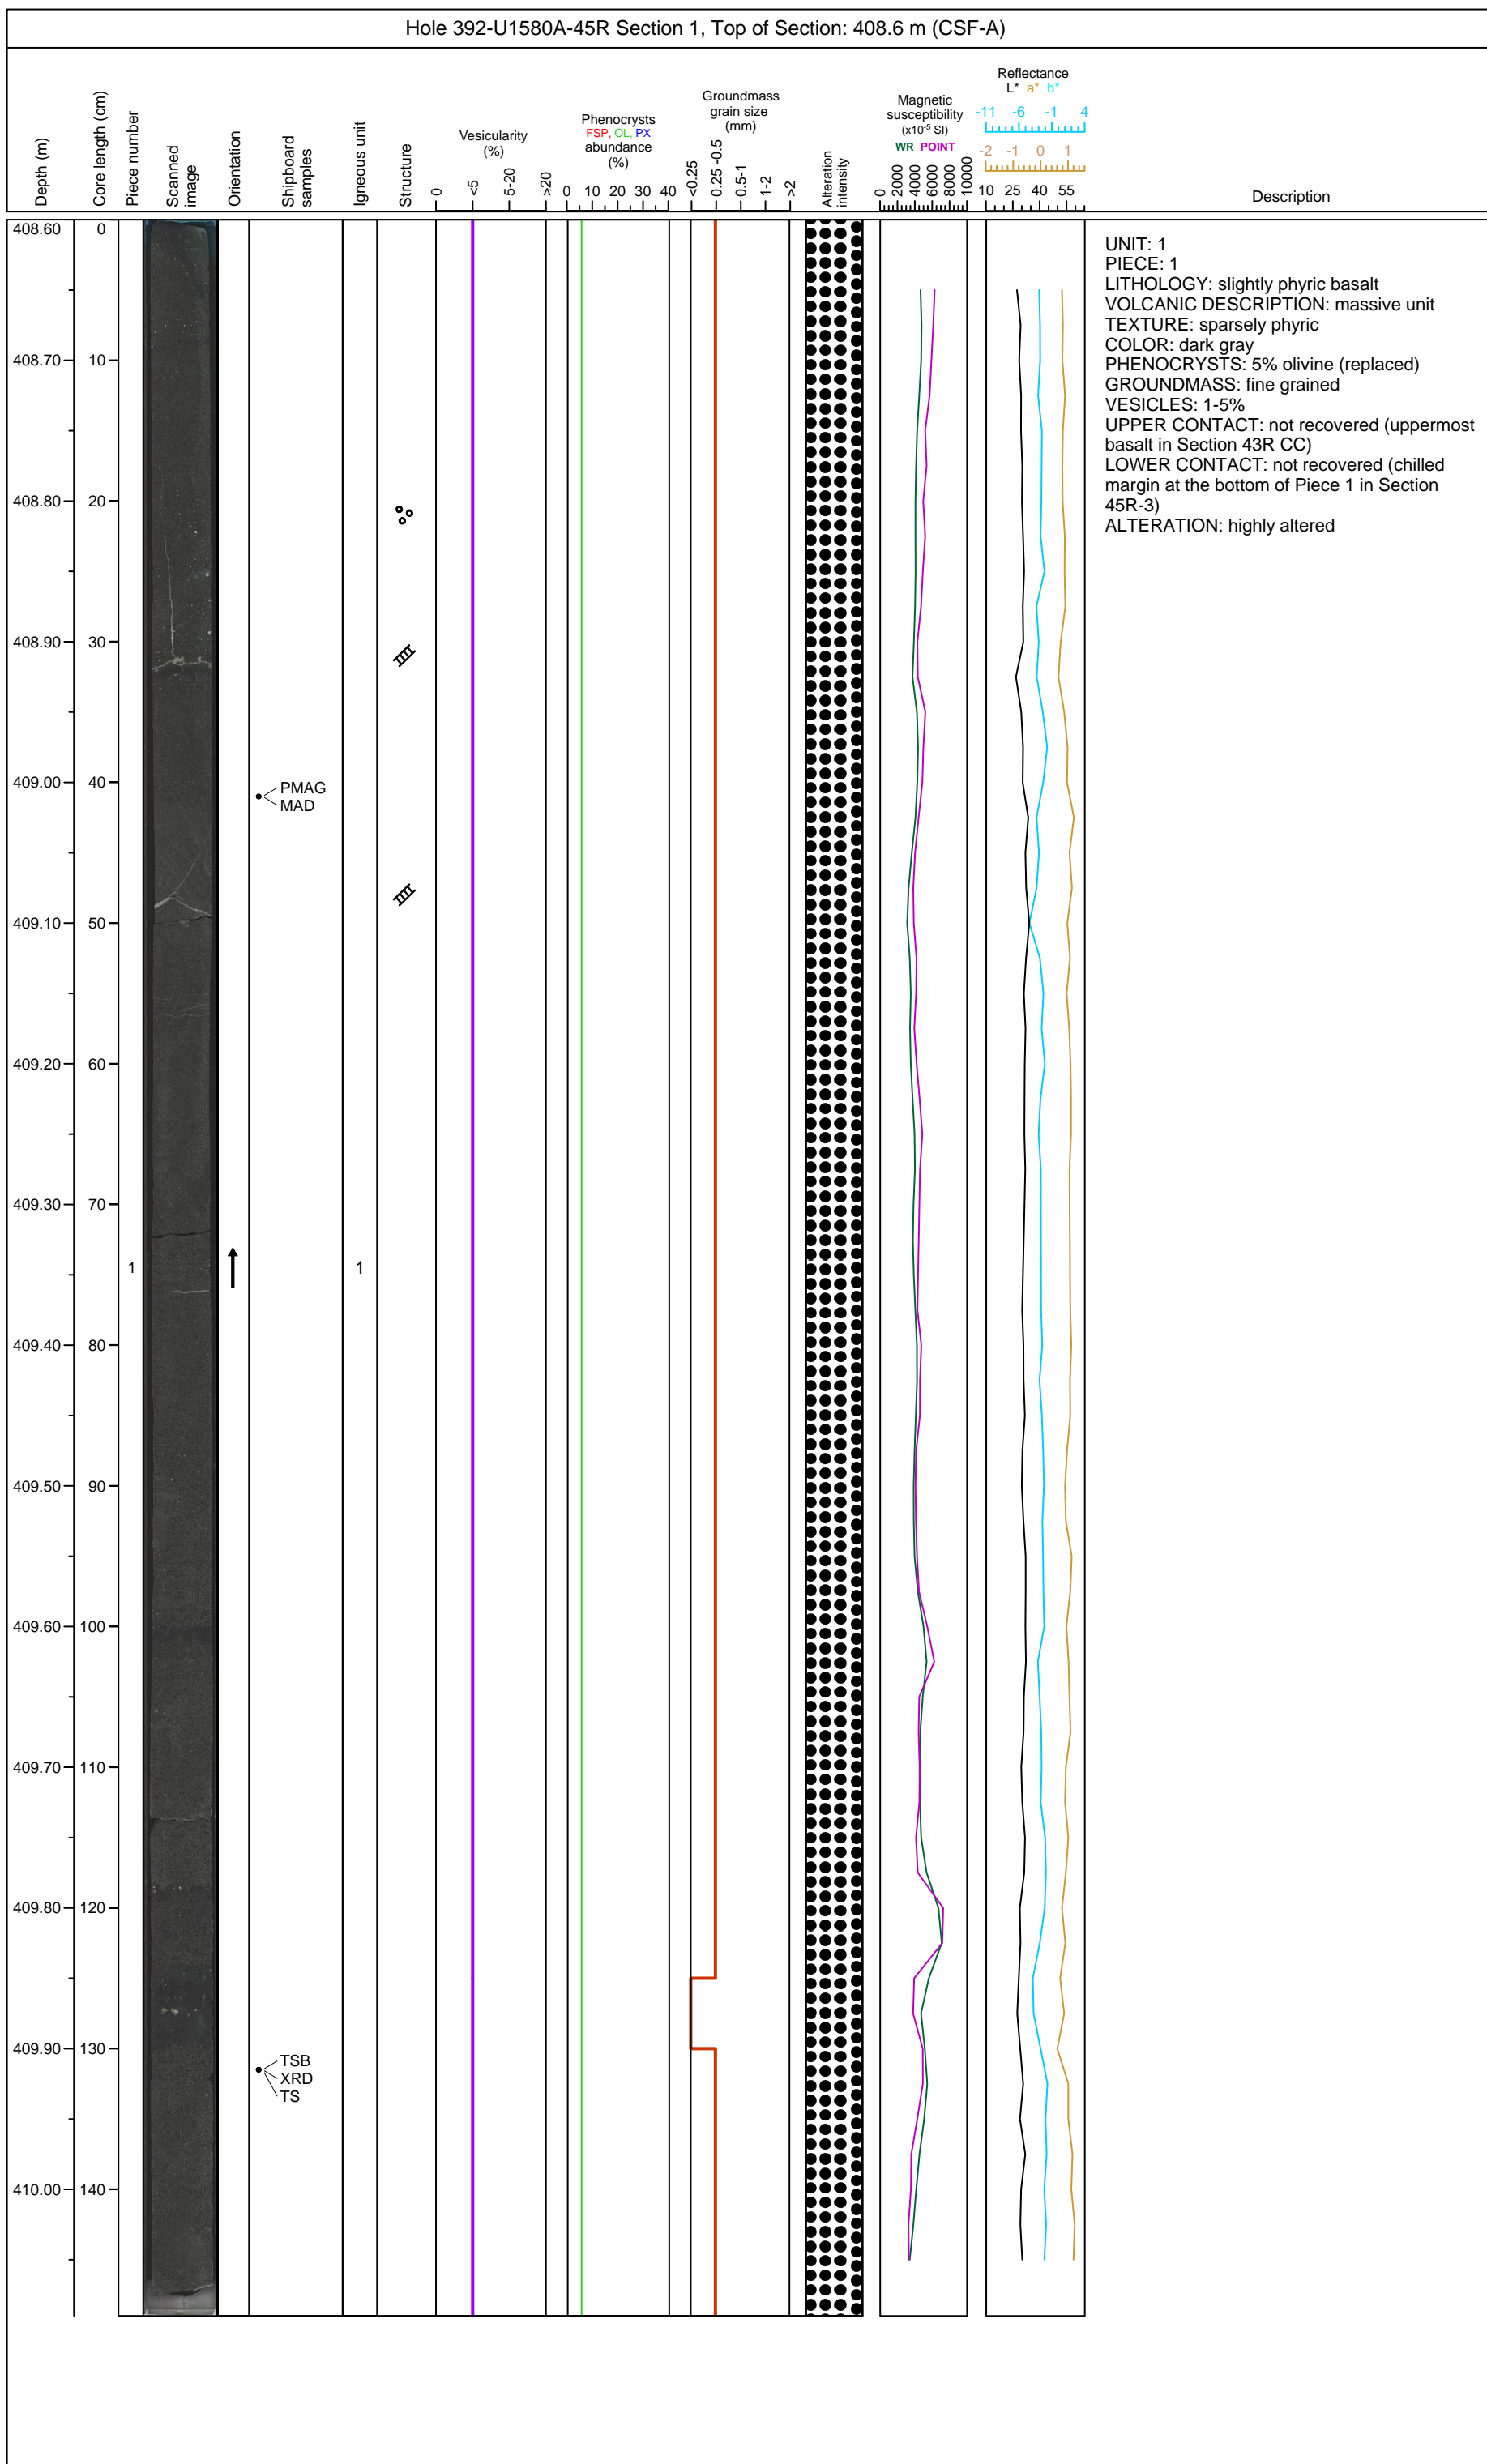 Hole 392-U1580A-45R Section 1, Top of Section: 408.6 m (CSF-A)
Depth (m)
Core length (cm)
Piece number
Scanned
image
Orientation
Shipboard
samples
Igneous unit
Structure
Vesicularity
(%)
0
<5
5-20
>20
Phenocrysts
FSP, OL, PX
abundance
(%)
0 10 20 30 40
Groundmass
grain size
(mm)
<0.25
0.25 -0.5
0.5-1
1-2
>2
Alteration
intensity
Magnetic
susceptibility
(x10-5 SI)
WR POINT
0
2000
4000
6000
8000
10000
Reflectance
L* a* b*
-11 -6 -1 4
-2 -1 0 1
10 25 40 55
Description
408.60 0
408.70 10
408.80 20
408.90 30
409.00 40
409.10 50
409.20 60
409.30 70
409.40 80
409.50 90
409.60 100
409.70 110
409.80 120
409.90 130
410.00 140
PMAG
MAD
1
1
TSB
XRD
TS
UNIT: 1
PIECE: 1
LITHOLOGY: slightly phyric basalt
VOLCANIC DESCRIPTION: massive unit
TEXTURE: sparsely phyric
COLOR: dark gray
PHENOCRYSTS: 5% olivine (replaced)
GROUNDMASS: fine grained
VESICLES: 1-5%
UPPER CONTACT: not recovered (uppermost
basalt in Section 43R CC)
LOWER CONTACT: not recovered (chilled
margin at the bottom of Piece 1 in Section
45R-3)
ALTERATION: highly altered